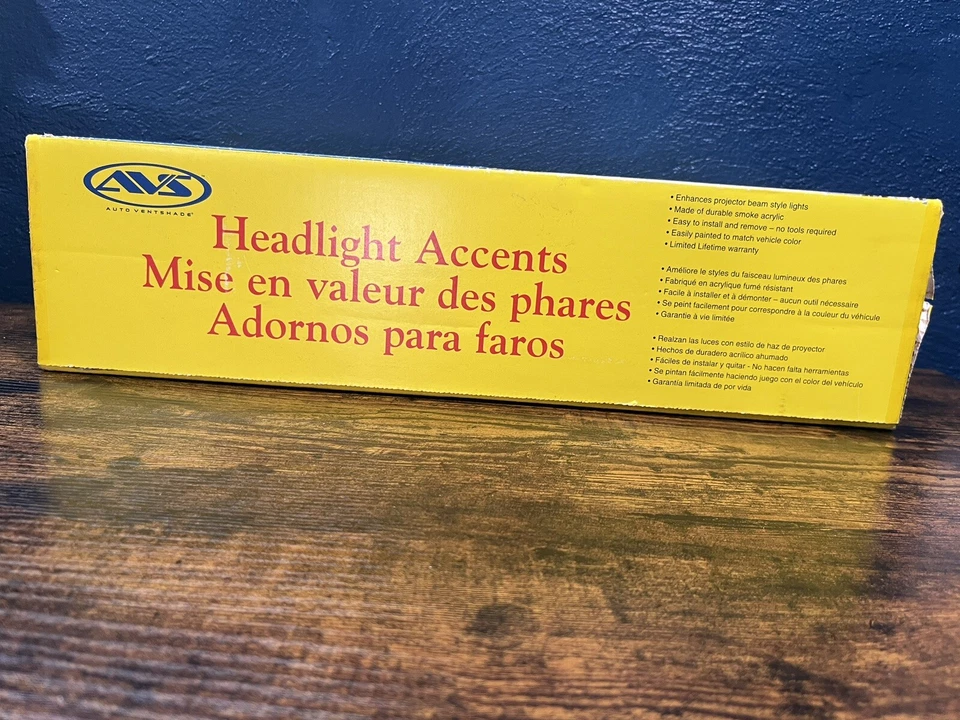 AVS
AUTO VENTSHADE
Headlight Accents
Mise en valeur des phares
Adornos para faros
• Enhances projector beam style lights
• Made of durable smoke acrylic
• Easy to install and remove – no tools required
• Easily painted to match vehicle color
• Limited Lifetime warranty
• Améliore le styles du faisceau lumineux des phares
• Fabriqué en acrylique fumé résistant
• Facile à installer et à démonter – aucun outil nécessaire
• Se peint facilement pour correspondre à la couleur du véhicule
• Garantie à vie limitée
• Realzan las luces con estilo de haz de proyector
• Hechos de duradero acrílico ahumado
• Fáciles de instalar y quitar - No hacen falta herramientas
• Se pintan fácilmente haciendo juego con el color del vehículo
• Garantía limitada de por vida